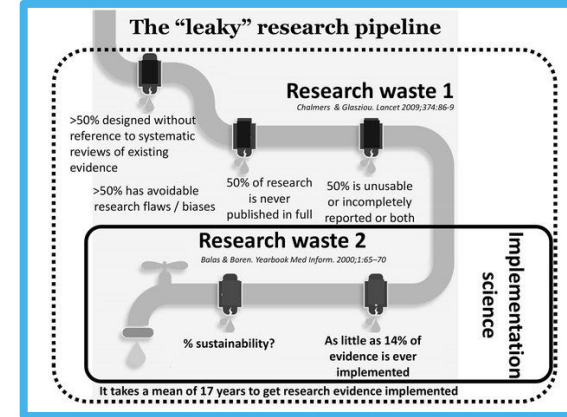 The “leaky” research pipeline
Research waste 1
Chalmers & Glasziou. Lancet 2009;374:86-9
>50% designed without
reference to systematic
reviews of existing
evidence
>50% has avoidable
research flaws / biases
50% of research
is never
published in full
50% is unusable
or incompletely
reported or both
Research waste 2
Balas & Boren. Yearbook Med Inform. 2000;1:65–70
% sustainability?
As little as 14% of
evidence is ever
implemented
Implementation
science
It takes a mean of 17 years to get research evidence implemented